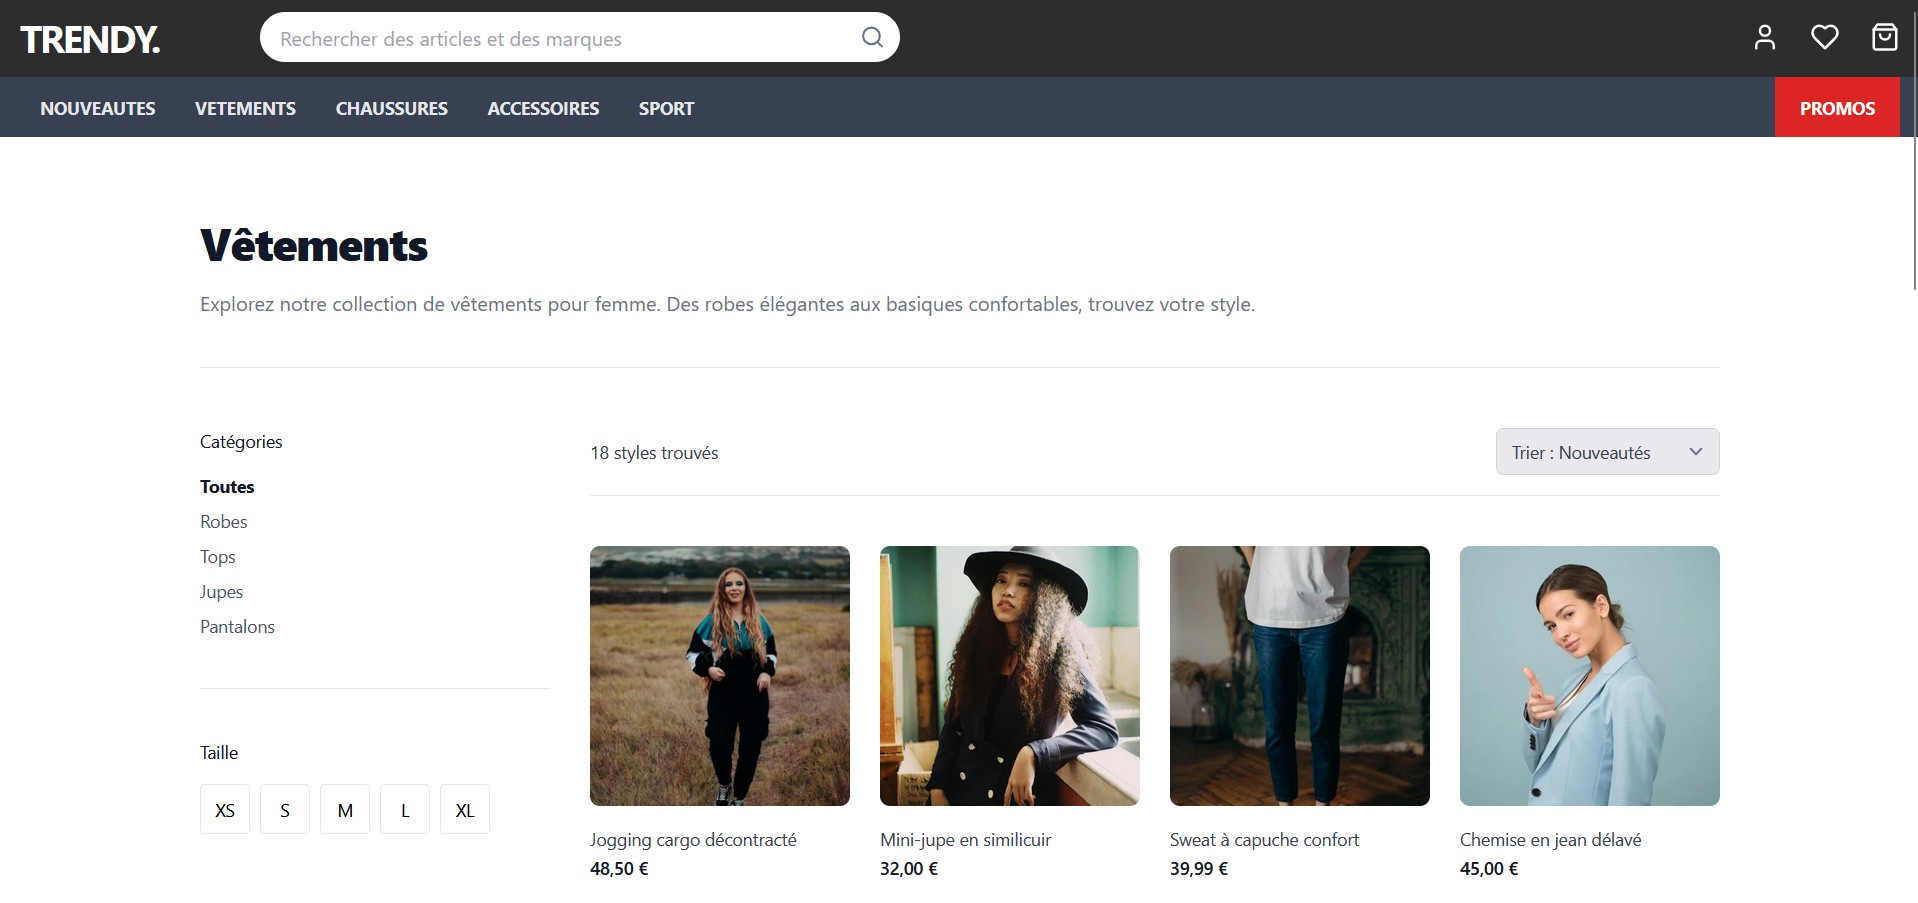 TRENDY.
Rechercher des articles et des marques
NOUVEAUTES VETEMENTS CHAUSSURES ACCESSOIRES SPORT PROMOS
Vêtements
Explorez notre collection de vêtements pour femme. Des robes élégantes aux basiques confortables, trouvez votre style.
Catégories
Toutes
Robes
Tops
Jupes
Pantalons
Taille
XS S M L XL
18 styles trouvés
Trier : Nouveautés
Jogging cargo décontracté
48,50 €
Mini-jupe en similicuir
32,00 €
Sweat à capuche confort
39,99 €
Chemise en jean délavé
45,00 €